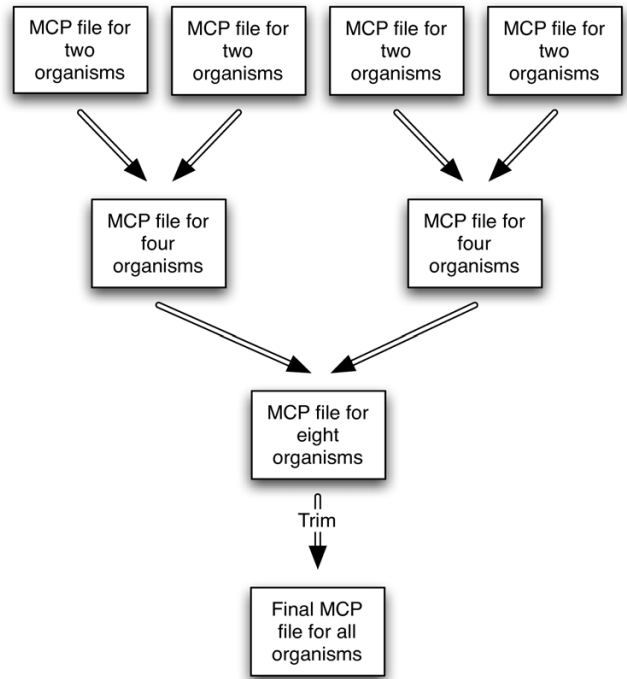 MCP file for
two
organisms
MCP file for
two
organisms
MCP file for
two
organisms
MCP file for
two
organisms
MCP file for
four
organisms
MCP file for
four
organisms
MCP file for
eight
organisms
Trim
Final MCP
file for all
organisms